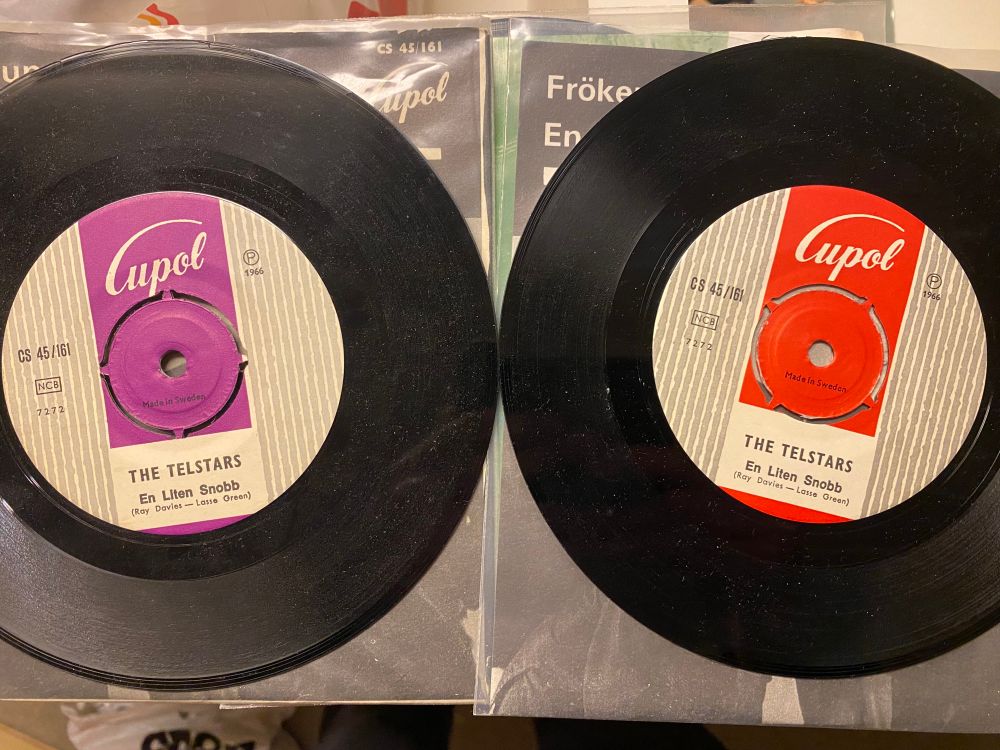 CS 45/161
Cupol
Cupol
Ⓟ
1966
CS 45/161
NCB
7272
Made in Sweden
THE TELSTARS
En Liten Snobb
(Ray Davies — Lasse Green)
En
Cupol
Ⓟ
1966
CS 45/161
NCB
7272
Made in Sweden
THE TELSTARS
En Liten Snobb
(Ray Davies — Lasse Green)